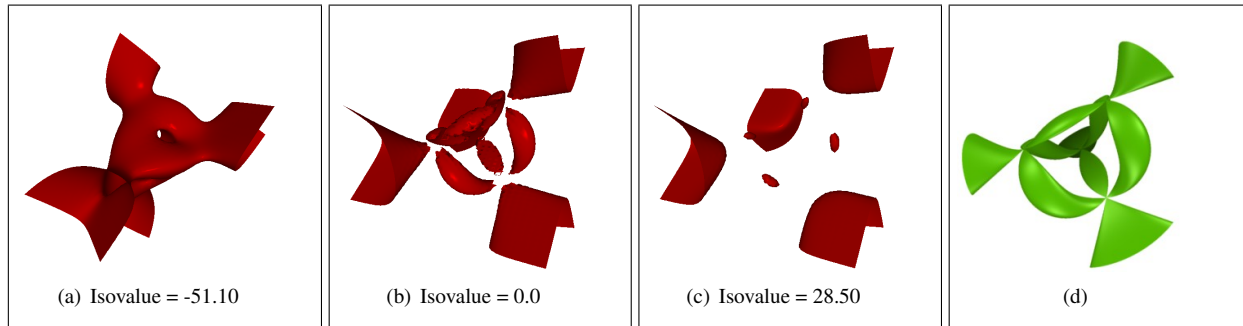 (a) Isovalue = -51.10
(b) Isovalue = 0.0
(c) Isovalue = 28.50
(d)